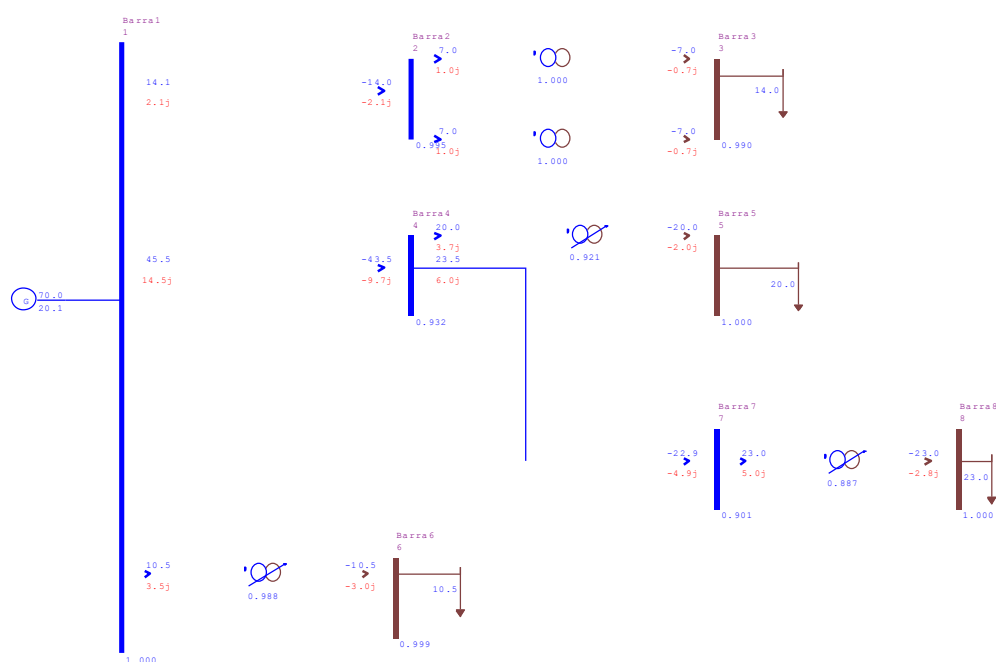 Barra1
1
14.1
2.1j
45.5
14.5j
G
70.0
20.1
10.5
3.5j
1.000
Barra2
2
-14.0
-2.1j
7.0
1.0j
7.0
1.0j
0.995
1.000
1.000
Barra3
3
-7.0
-0.7j
-7.0
-0.7j
14.0
0.990
Barra4
4
-43.5
-9.7j
20.0
3.7j
23.5
6.0j
0.932
0.921
Barra5
5
-20.0
-2.0j
20.0
1.000
Barra7
7
-22.9
-4.9j
23.0
5.0j
0.901
0.887
Barra8
8
-23.0
-2.8j
23.0
1.000
0.988
Barra6
6
-10.5
-3.0j
10.5
0.999